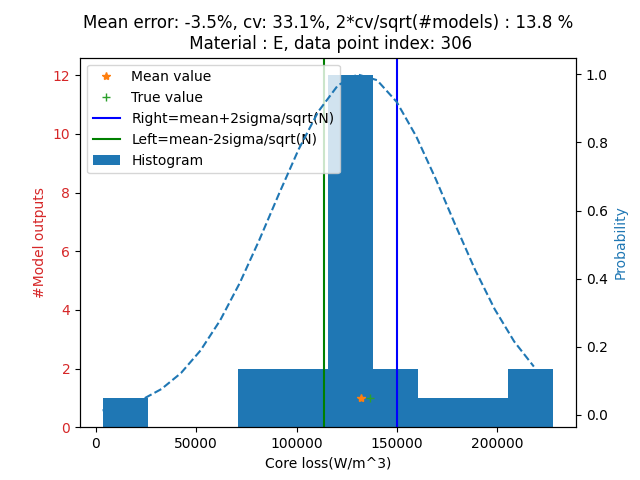 Mean error: -3.5%, cv: 33.1%, 2*cv/sqrt(#models) : 13.8 %
Material : E, data point index: 306
Mean value
True value
Right=mean+2sigma/sqrt(N)
Left=mean-2sigma/sqrt(N)
Histogram
12
10
8
6
4
2
0
#Model outputs
1.0
0.8
0.6
0.4
0.2
0.0
Probability
0 50000 100000 150000 200000
Core loss(W/m^3)